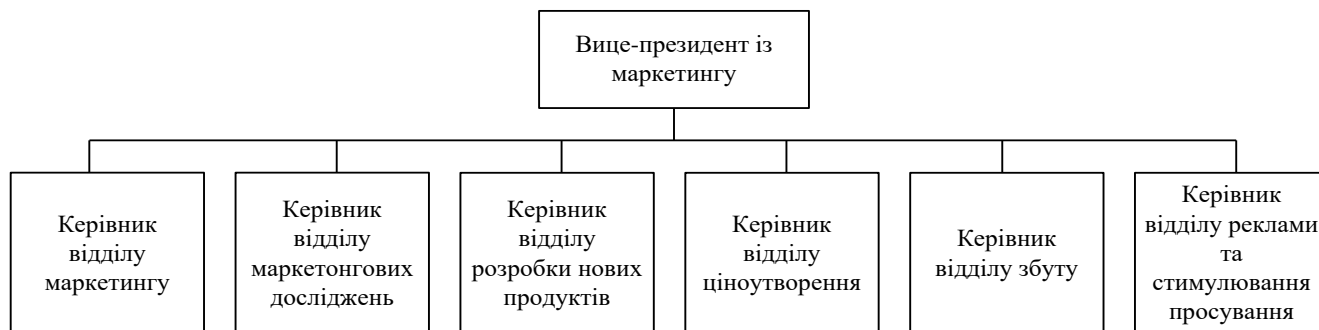 Вице-президент із
маркетингу
Керівник
відділу
маркетингу
Керівник
відділу
маркетонгових
досліджень
Керівник
відділу
розробки нових
продуктів
Керівник
відділу
ціноутворення
Керівник
відділу збуту
Керівник
відділу реклами
та
стимулювання
просування